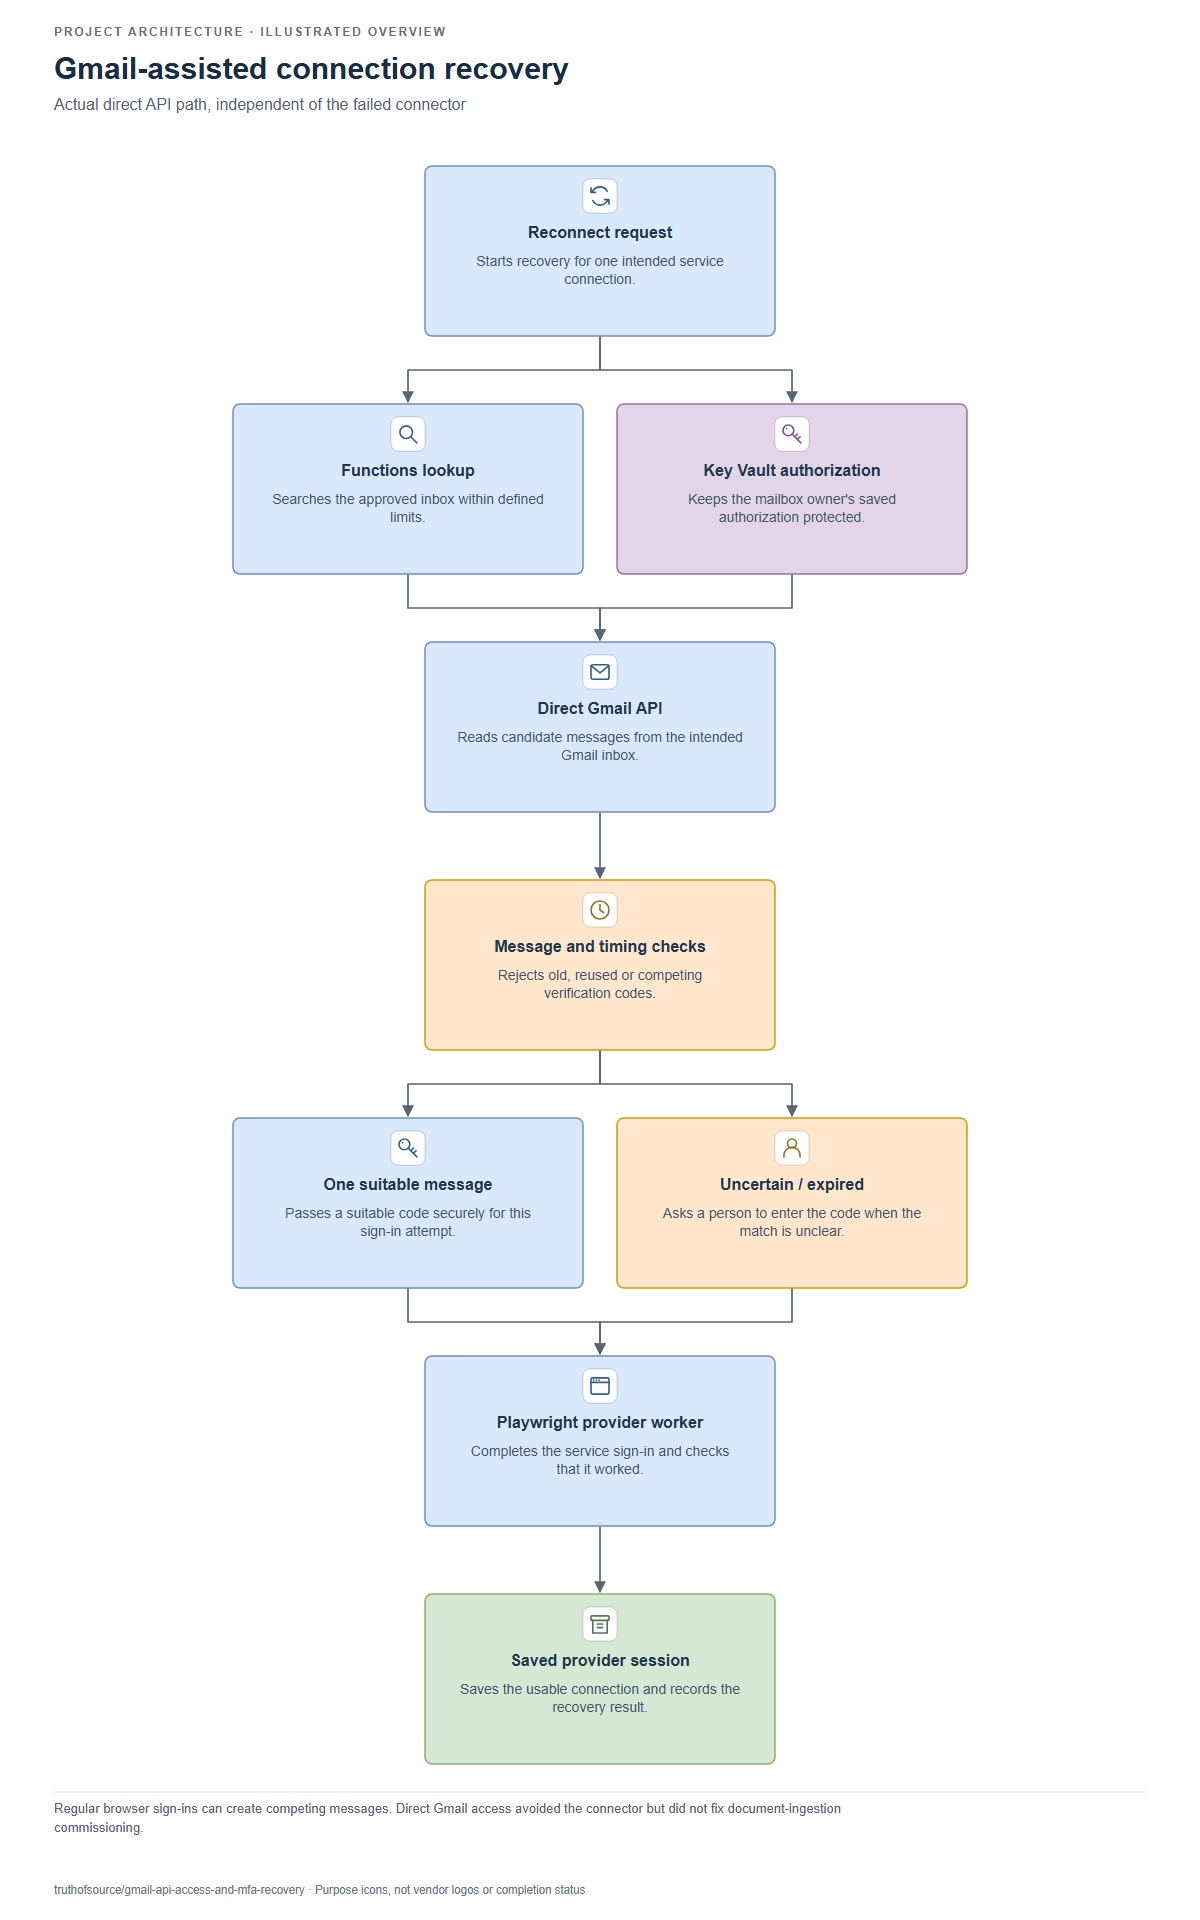 PROJECT ARCHITECTURE · ILLUSTRATED OVERVIEW
Gmail-assisted connection recovery
Actual direct API path, independent of the failed connector
Reconnect request
Starts recovery for one intended service
connection.
Functions lookup
Searches the approved inbox within defined
limits.
Key Vault authorization
Keeps the mailbox owner's saved
authorization protected.
Direct Gmail API
Reads candidate messages from the intended
Gmail inbox.
Message and timing checks
Rejects old, reused or competing
verification codes.
One suitable message
Passes a suitable code securely for this
sign-in attempt.
Uncertain / expired
Asks a person to enter the code when the
match is unclear.
Playwright provider worker
Completes the service sign-in and checks
that it worked.
Saved provider session
Saves the usable connection and records the
recovery result.
Regular browser sign-ins can create competing messages. Direct Gmail access avoided the connector but did not fix document-ingestion
commissioning.
truthofsource/gmail-api-access-and-mfa-recovery · Purpose icons, not vendor logos or completion status